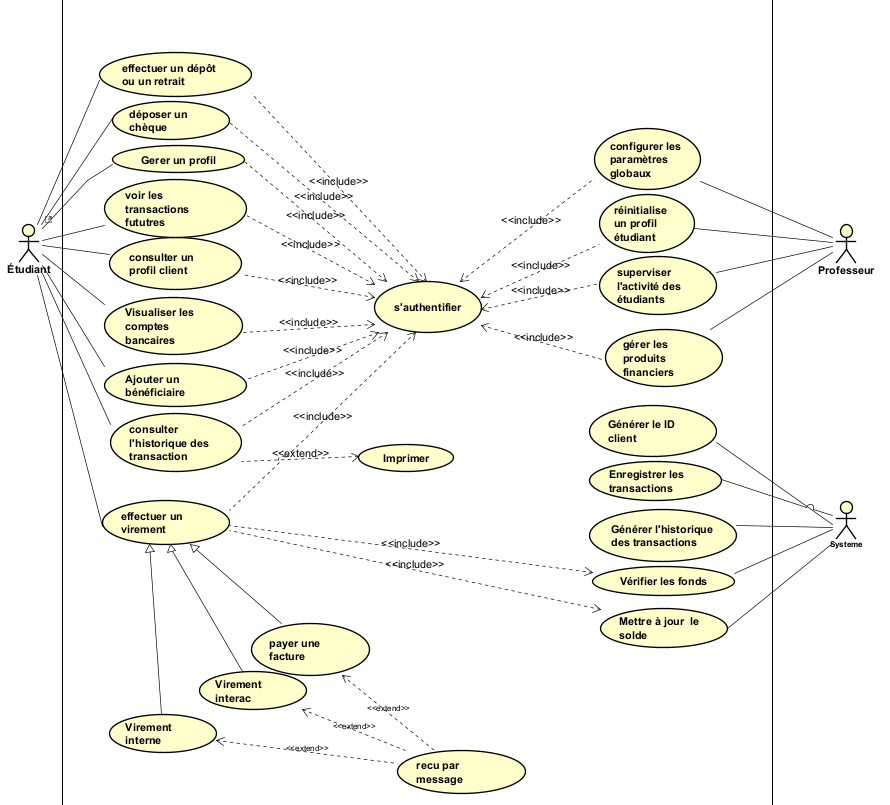 effectuer un dépôt
ou un retrait
déposer un
chèque
Gerer un profil
voir les
transactions
fututres
consulter un
profil client
Visualiser les
comptes
bancaires
Ajouter un
bénéficiaire
consulter
l'historique des
transaction
effectuer un
virement
Étudiant
<<include>>
<<include>>
<<include>>
<<include>>
<<include>>
<<include>>
<<include>>
<<include>>
<<include>>
<<extend>>
s'authentifier
Imprimer
<<include>>
<<include>>
<<include>>
<<include>>
configurer les
paramètres
globaux
réinitialise
un profil
étudiant
superviser
l'activité des
étudiants
gérer les
produits
financiers
Professeur
Générer le ID
client
Enregistrer les
transactions
Générer l'historique
des transactions
Vérifier les fonds
Mettre à jour le
solde
Systeme
<<include>>
<<include>>
payer une
facture
Virement
interac
Virement
interne
<<extend>>
<<extend>>
<<extend>>
recu par
message